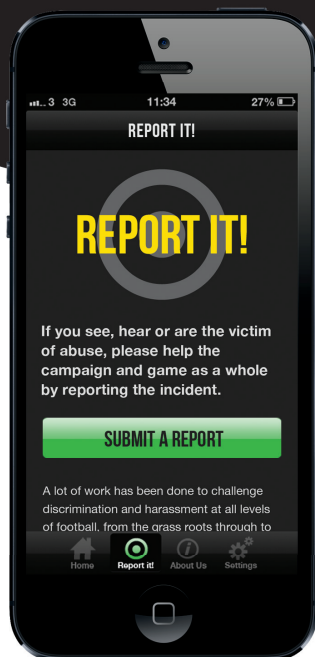 3 3G 11:34 27%
REPORT IT!
REPORT IT!
If you see, hear or are the victim
of abuse, please help the
campaign and game as a whole
by reporting the incident.
SUBMIT A REPORT
A lot of work has been done to challenge
discrimination and harassment at all levels
of football, from the grass roots through to
Home Report it! About Us Settings